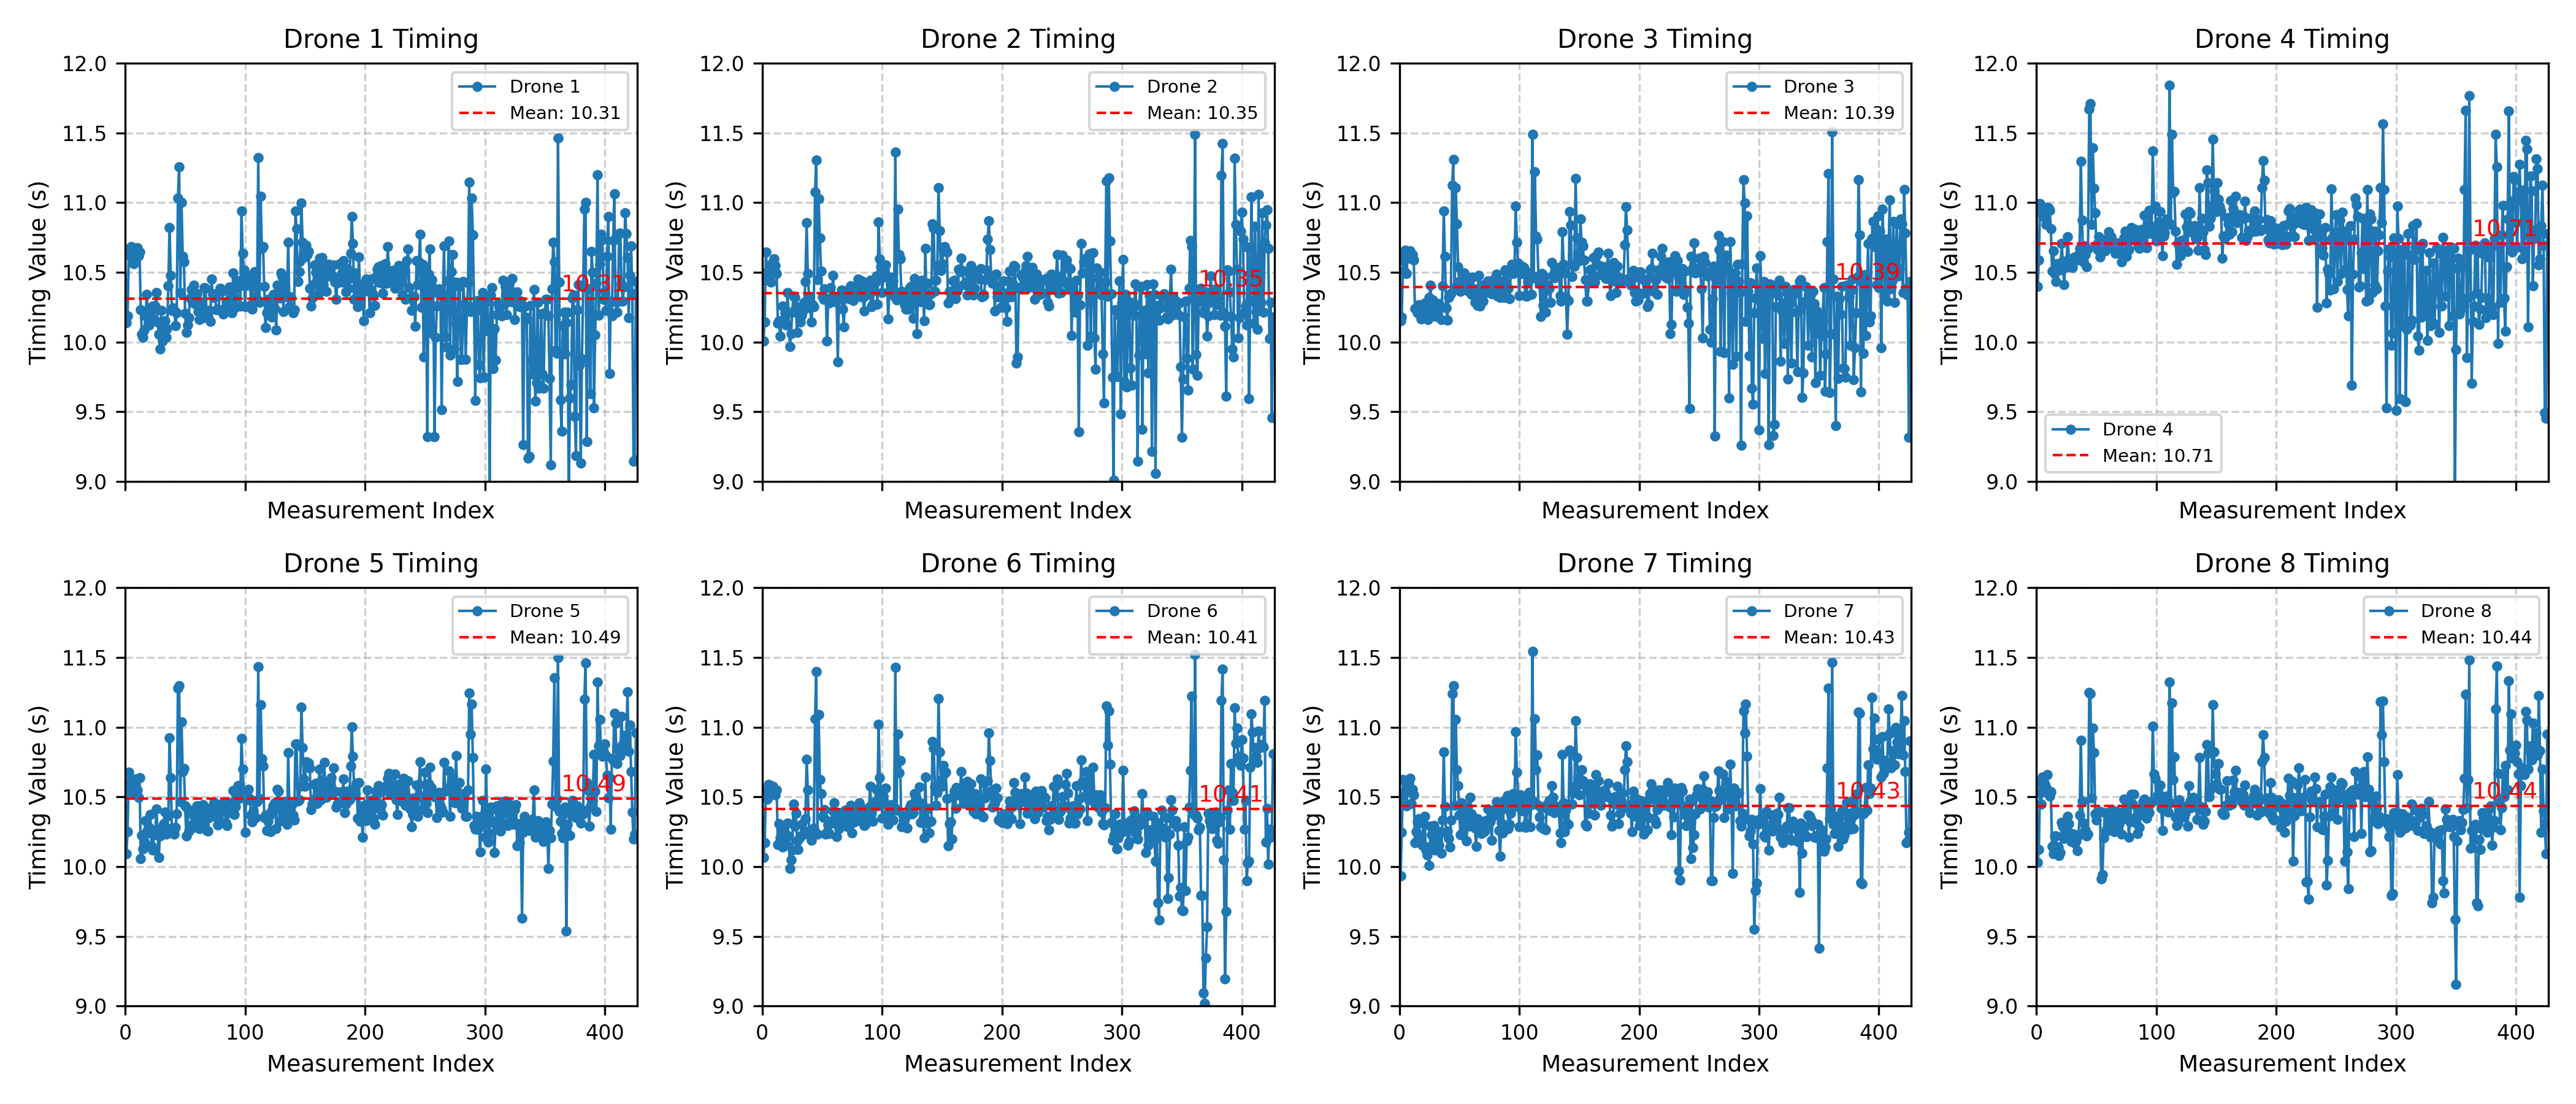 Drone 1 Timing
Timing Value (s)
12.0
11.5
11.0
10.5
10.0
9.5
9.0
Drone 1
Mean: 10.31
10.31
Measurement Index
Drone 2 Timing
Timing Value (s)
12.0
11.5
11.0
10.5
10.0
9.5
9.0
Drone 2
Mean: 10.35
10.35
Measurement Index
Drone 3 Timing
Timing Value (s)
12.0
11.5
11.0
10.5
10.0
9.5
9.0
Drone 3
Mean: 10.39
10.39
Measurement Index
Drone 4 Timing
Timing Value (s)
12.0
11.5
11.0
10.5
10.0
9.5
9.0
10.71
Drone 4
Mean: 10.71
Measurement Index
Drone 5 Timing
Timing Value (s)
12.0
11.5
11.0
10.5
10.0
9.5
9.0
Drone 5
Mean: 10.49
10.49
0 100 200 300 400
Measurement Index
Drone 6 Timing
Timing Value (s)
12.0
11.5
11.0
10.5
10.0
9.5
9.0
Drone 6
Mean: 10.41
10.41
0 100 200 300 400
Measurement Index
Drone 7 Timing
Timing Value (s)
12.0
11.5
11.0
10.5
10.0
9.5
9.0
Drone 7
Mean: 10.43
10.43
0 100 200 300 400
Measurement Index
Drone 8 Timing
Timing Value (s)
12.0
11.5
11.0
10.5
10.0
9.5
9.0
Drone 8
Mean: 10.44
10.44
0 100 200 300 400
Measurement Index